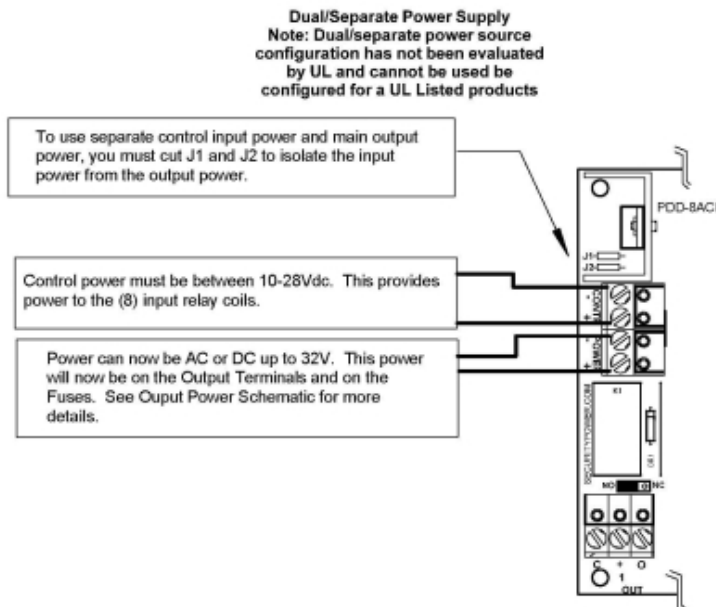 Dual/Separate Power Supply
Note: Dual/separate power source
configuration has not been evaluated
by UL and cannot be used be
configured for a UL Listed products
To use separate control input power and main output
power, you must cut J1 and J2 to isolate the input
power from the output power.
PDD-8AC
J1
J2
Control power must be between 10-28Vdc. This provides
power to the (8) input relay coils.
- CONT +
Power can now be AC or DC up to 32V. This power
will now be on the Output Terminals and on the
Fuses. See Ouput Power Schematic for more
details.
- POWER +
K1
SECURITYPOWER.COM
NO
NC
C + O
1
OUT